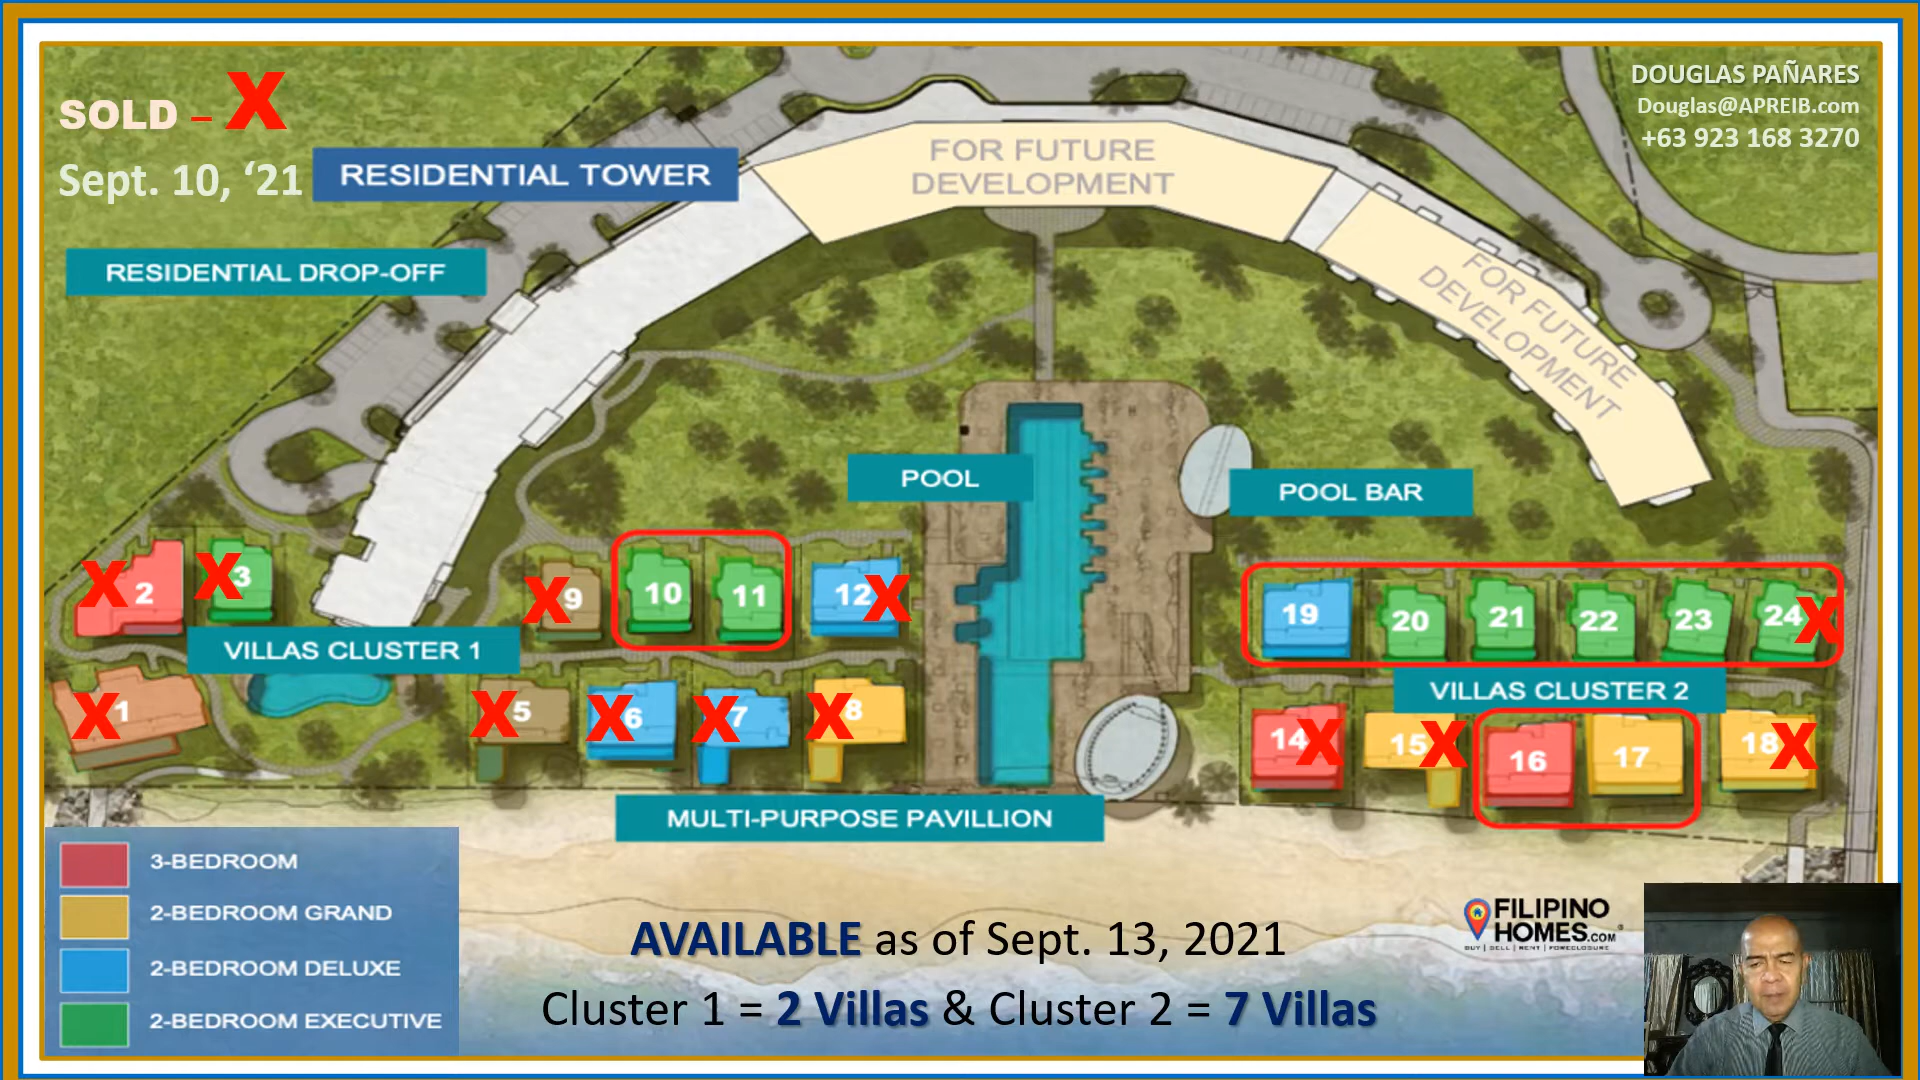 SOLD – X
Sept. 10, ‘21
DOUGLAS PAÑARES
Douglas@APREIB.com
+63 923 168 3270
RESIDENTIAL TOWER
FOR FUTURE
DEVELOPMENT
RESIDENTIAL DROP-OFF
FOR FUTURE
DEVELOPMENT
POOL
POOL BAR
X 2
X 3
X 9
10
11
12 X
19
20
21
22
23
24 X
VILLAS CLUSTER 1
VILLAS CLUSTER 2
X 1
X 5
X 6
X 7
X 8
14 X
15 X
16
17
18 X
MULTI-PURPOSE PAVILLION
3-BEDROOM
2-BEDROOM GRAND
2-BEDROOM DELUXE
2-BEDROOM EXECUTIVE
AVAILABLE as of Sept. 13, 2021
Cluster 1 = 2 Villas & Cluster 2 = 7 Villas
FILIPINO
HOMES.COM
BUY | SELL | RENT | FORECLOSURE